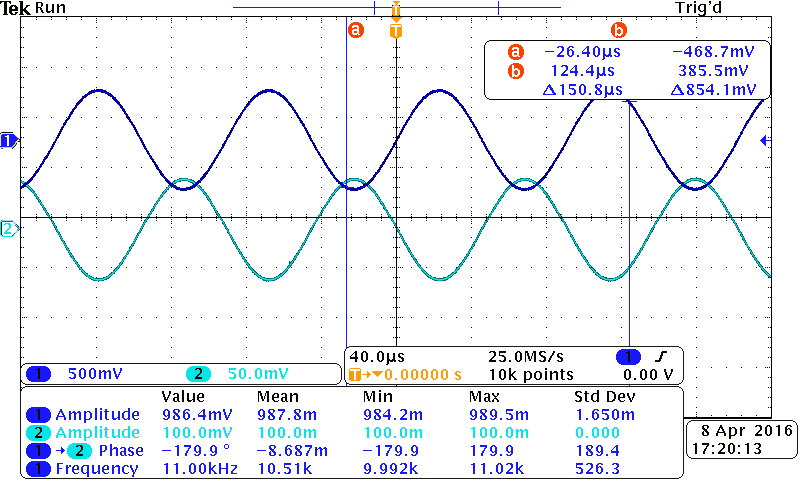 Tek Run Trig'd
T
a b
T
a −26.40µs −468.7mV
b 124.4µs 385.5mV
Δ150.8µs Δ854.1mV
1
2
1 500mV 2 50.0mV
40.0µs 25.0MS/s 1
T→▼0.00000 s 10k points 0.00 V
Value Mean Min Max Std Dev
1 Amplitude 986.4mV 987.8m 984.2m 989.5m 1.650m
2 Amplitude 100.0mV 100.0m 100.0m 100.0m 0.000
1 → 2 Phase −179.9 ° −8.687m −179.9 179.9 189.4
1 Frequency 11.00kHz 10.51k 9.992k 11.02k 526.3
8 Apr 2016
17:20:13